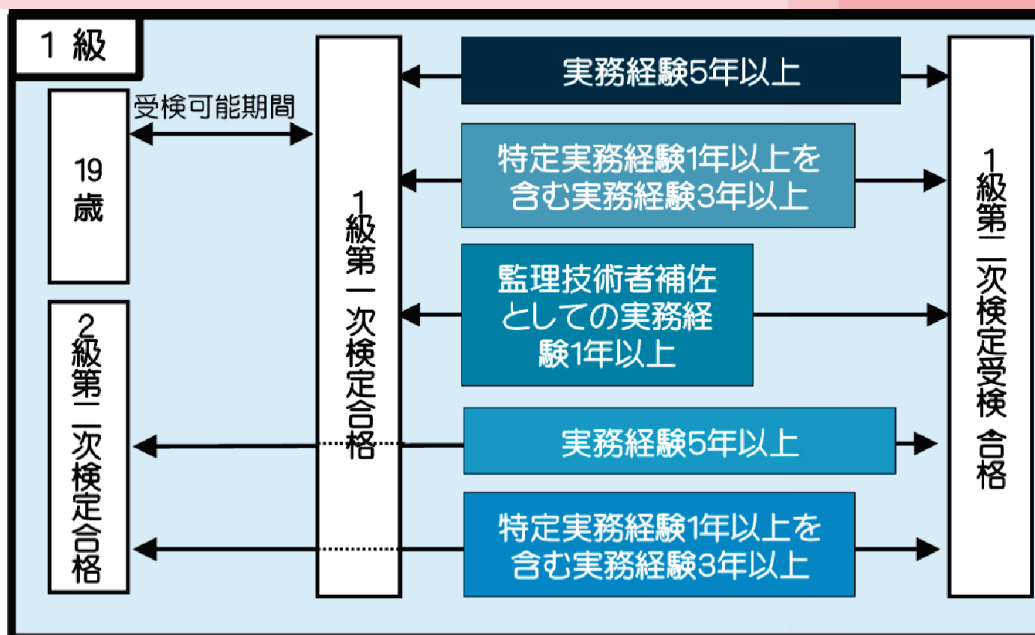 1 級
19
歳
受検可能期間
2級第二次検定合格
1級第一次検定合格
実務経験5年以上
特定実務経験1年以上を
含む実務経験3年以上
監理技術者補佐
としての実務経
験1年以上
実務経験5年以上
特定実務経験1年以上を
含む実務経験3年以上
1級第二次検定受検 合格